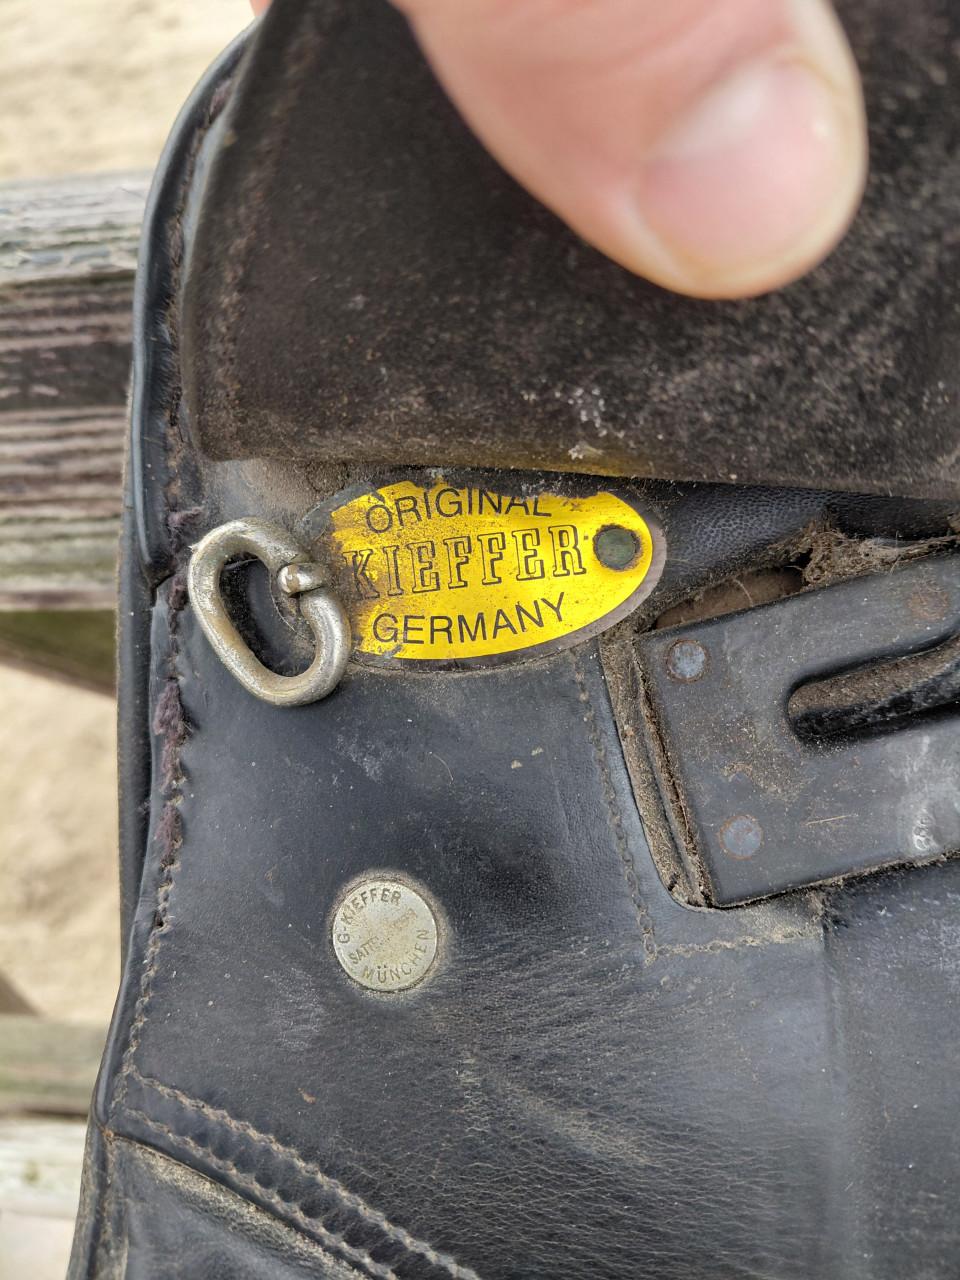 ORIGINAL
KIEFFER
GERMANY
G. KIEFFER
MÜNCHEN